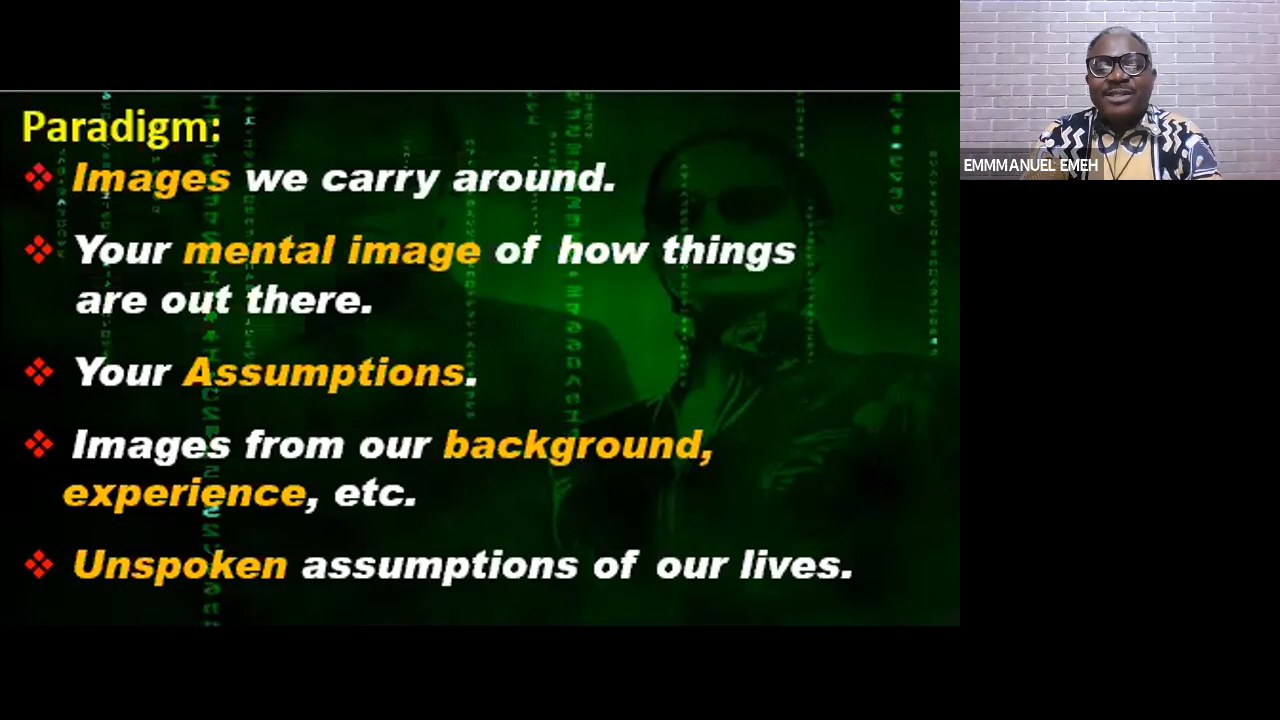 Paradigm:
❖ Images we carry around.
❖ Your mental image of how things
are out there.
❖ Your Assumptions.
❖ Images from our background,
experience, etc.
❖ Unspoken assumptions of our lives.
EMMMANUEL EMEH